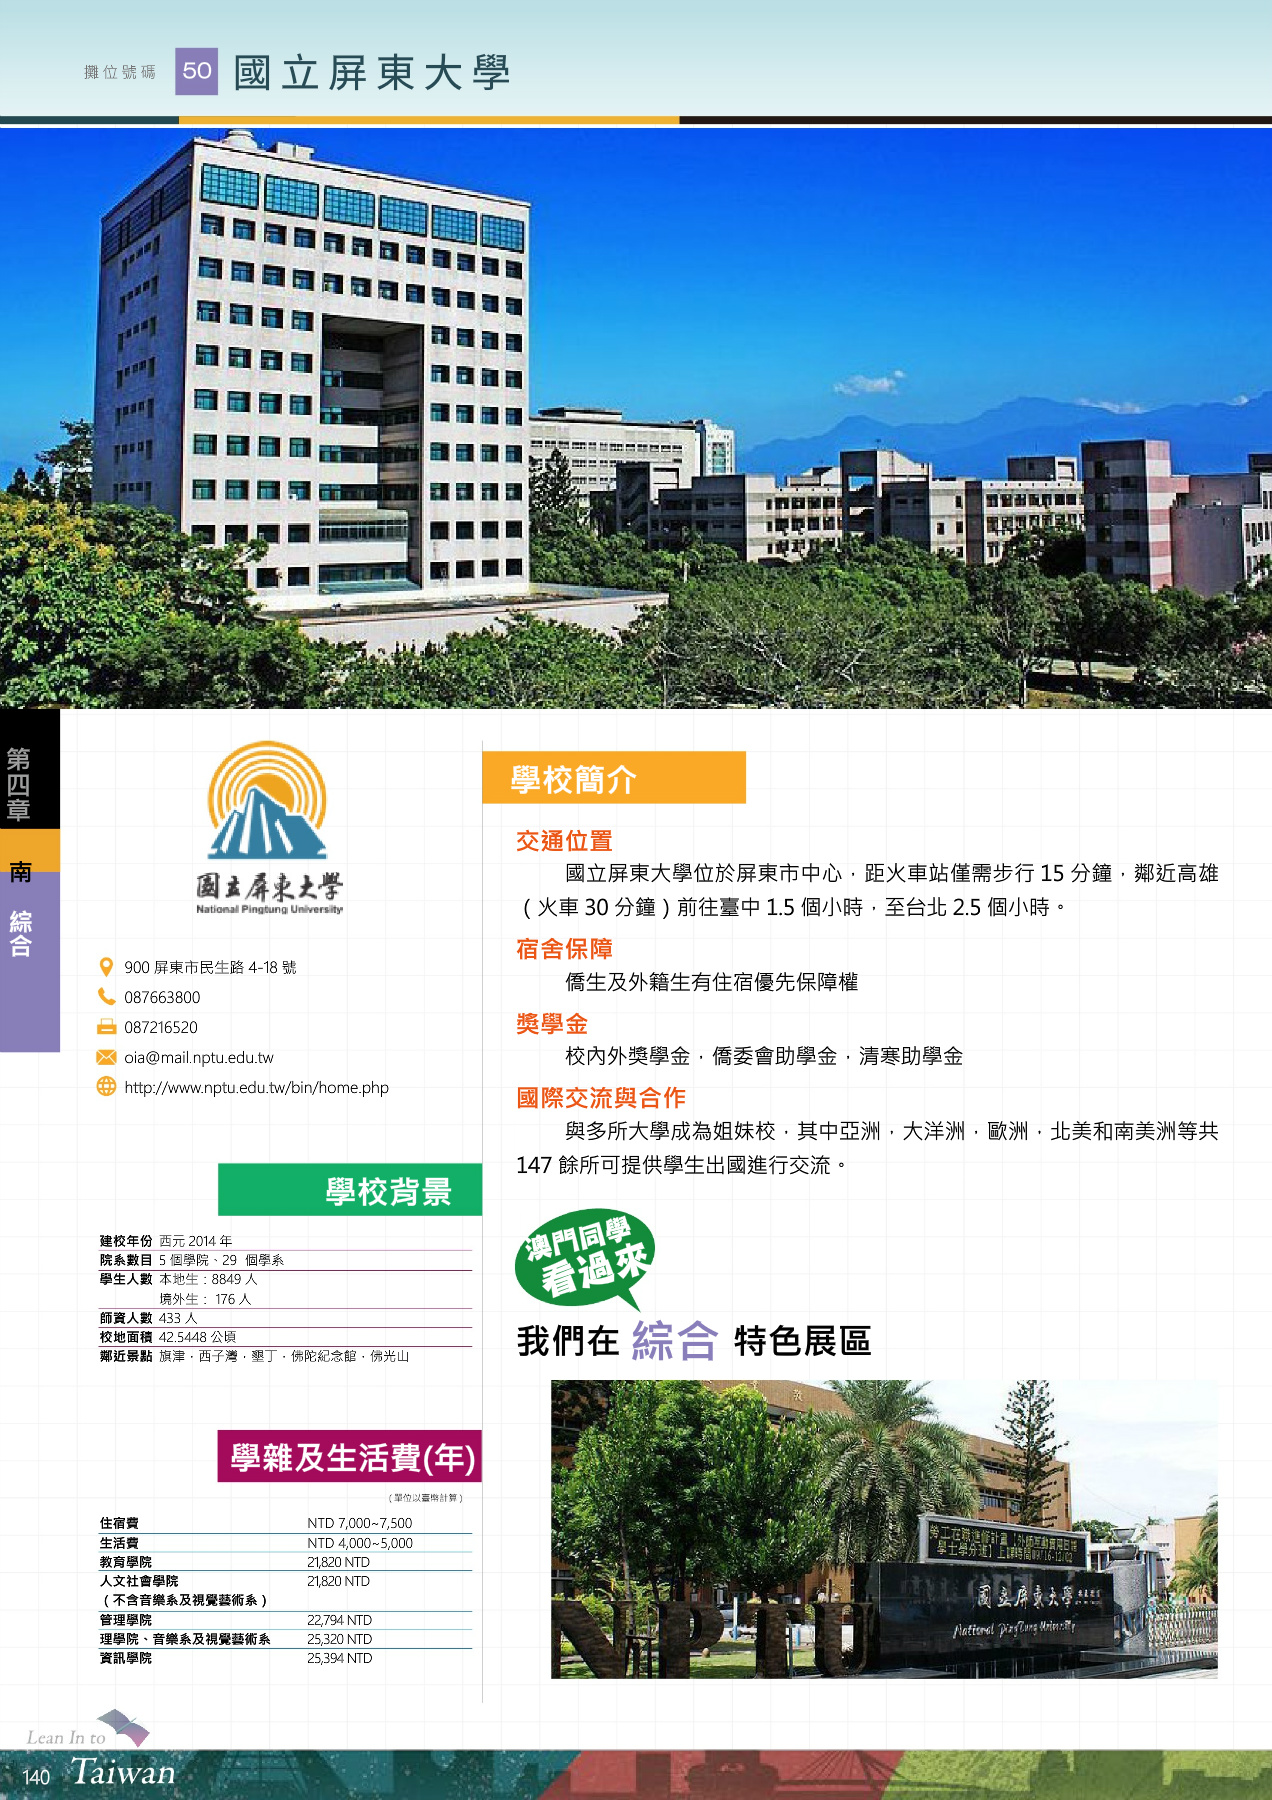 攤位號碼 50 國立屏東大學
第四章
南
綜合
國立屏東大學
National Pingtung University
900 屏東市民生路 4-18 號
087663800
087216520
oia@mail.nptu.edu.tw
http://www.nptu.edu.tw/bin/home.php
學校背景
建校年份 西元 2014 年
院系數目 5 個學院、29 個學系
學生人數 本地生：8849 人
境外生： 176 人
師資人數 433 人
校地面積 42.5448 公頃
鄰近景點 旗津，西子灣，墾丁，佛陀紀念館，佛光山
學雜及生活費(年)
（單位以臺幣計算）
住宿費 NTD 7,000~7,500
生活費 NTD 4,000~5,000
教育學院 21,820 NTD
人文社會學院 21,820 NTD
（不含音樂系及視覺藝術系）
管理學院 22,794 NTD
理學院、音樂系及視覺藝術系 25,320 NTD
資訊學院 25,394 NTD
學校簡介
交通位置
國立屏東大學位於屏東市中心，距火車站僅需步行 15 分鐘，鄰近高雄
（火車 30 分鐘）前往臺中 1.5 個小時，至台北 2.5 個小時。
宿舍保障
僑生及外籍生有住宿優先保障權
獎學金
校內外獎學金，僑委會助學金，清寒助學金
國際交流與合作
與多所大學成為姐妹校，其中亞洲，大洋洲，歐洲，北美和南美洲等共
147 餘所可提供學生出國進行交流。
澳門同學
看過來
我們在 綜合 特色展區
國立屏東大學
National PingTung University
NPTU
Lean In to
Taiwan
140